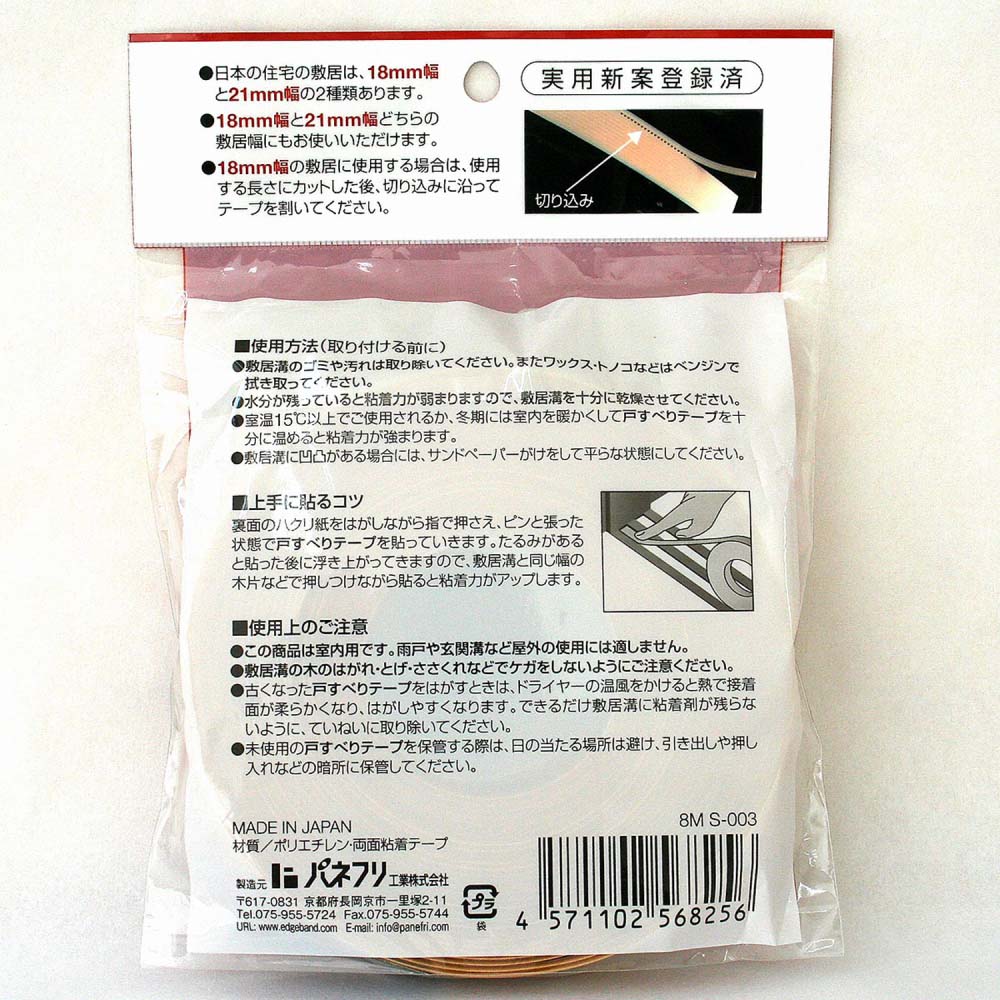 ●日本の住宅の敷居は、18mm幅
と21mm幅の2種類あります。
●18mm幅と21mm幅どちらの
敷居幅にもお使いいただけます。
●18mm幅の敷居に使用する場合は、使用
する長さにカットした後、切り込みに沿って
テープを割いてください。
実用新案登録済
切り込み
■使用方法(取り付ける前に)
●敷居溝のゴミや汚れは取り除いてください。またワックス・トノコなどはベンジンで
拭き取ってください。
●水分が残っていると粘着力が弱まりますので、敷居溝を十分に乾燥させてください。
●室温15℃以上でご使用されるか、冬期には室内を暖かくして戸すべりテープを十
分に温めると粘着力が強まります。
●敷居溝に凹凸がある場合には、サンドペーパーがけをして平らな状態にしてください。
■上手に貼るコツ
裏面のハクリ紙をはがしながら指で押さえ、ピンと張った
状態で戸すべりテープを貼っていきます。たるみがある
と貼った後に浮き上がってきますので、敷居溝と同じ幅の
木片などで押しつけながら貼ると粘着力がアップします。
■使用上のご注意
●この商品は室内用です。雨戸や玄関溝など屋外の使用には適しません。
●敷居溝の木のはがれ・とげ・ささくれなどでケガをしないようにご注意ください。
●古くなった戸すべりテープをはがすときは、ドライヤーの温風をかけると熱で接着
面が柔らかくなり、はがしやすくなります。できるだけ敷居溝に粘着剤が残らな
いように、ていねいに取り除いてください。
●未使用の戸すべりテープを保管する際は、日の当たる場所は避け、引き出しや押し
入れなどの暗所に保管してください。
MADE IN JAPAN
8M S-003
材質/ポリエチレン・両面粘着テープ
製造元 パネフリ工業株式会社
〒617-0831 京都府長岡京市一里塚2-11
Tel.075-955-5724 Fax.075-955-5744
URL: www.edgeband.com E-mail: info@panefri.com
プラ
袋
4 571102 568256